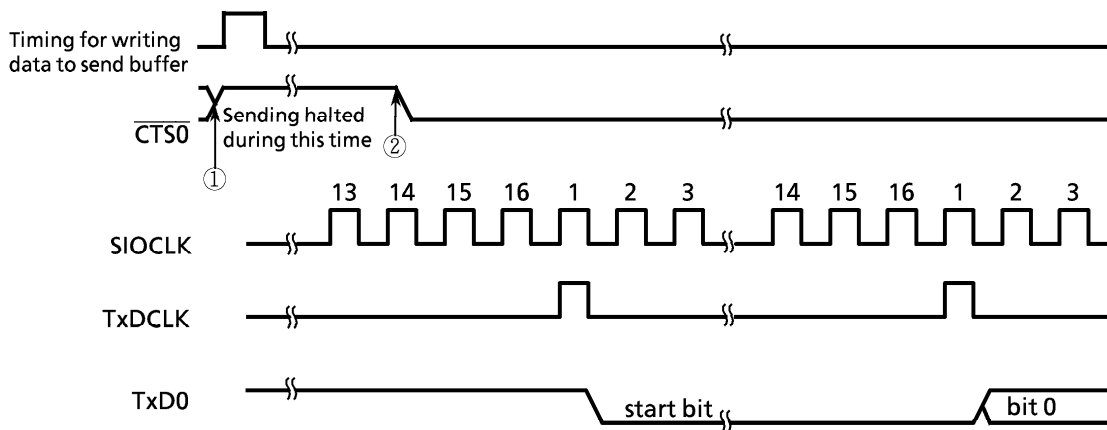 Timing for writing
data to send buffer
CTS0
Sending halted
during this time
①
②
13 14 15 16 1 2 3 14 15 16 1 2 3
SIOCLK
TxDCLK
TxD0
start bit
bit 0